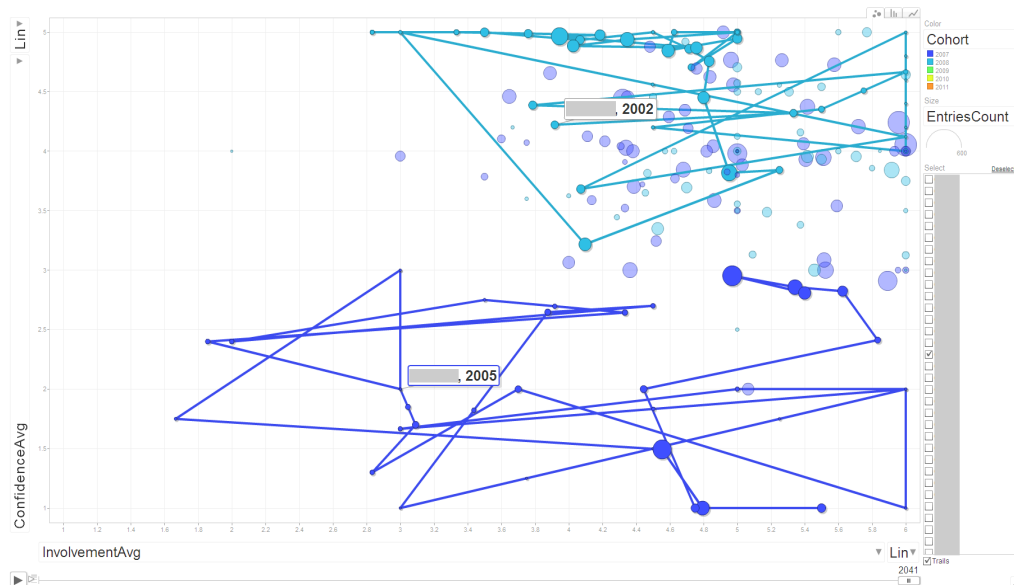 Color
Cohort
2007
2008
2009
2010
2011
Size
EntriesCount
600
Select
Deselec
Lin
5
4.5
4
3.5
3
2.5
2
1.5
1
, 2002
, 2005
ConfidenceAvg
1 1.2 1.4 1.6 1.8 2 2.2 2.4 2.6 2.8 3 3.2 3.4 3.6 3.8 4 4.2 4.4 4.6 4.8 5 5.2 5.4 5.6 5.8 6
InvolvementAvg
Lin
Trails
2041